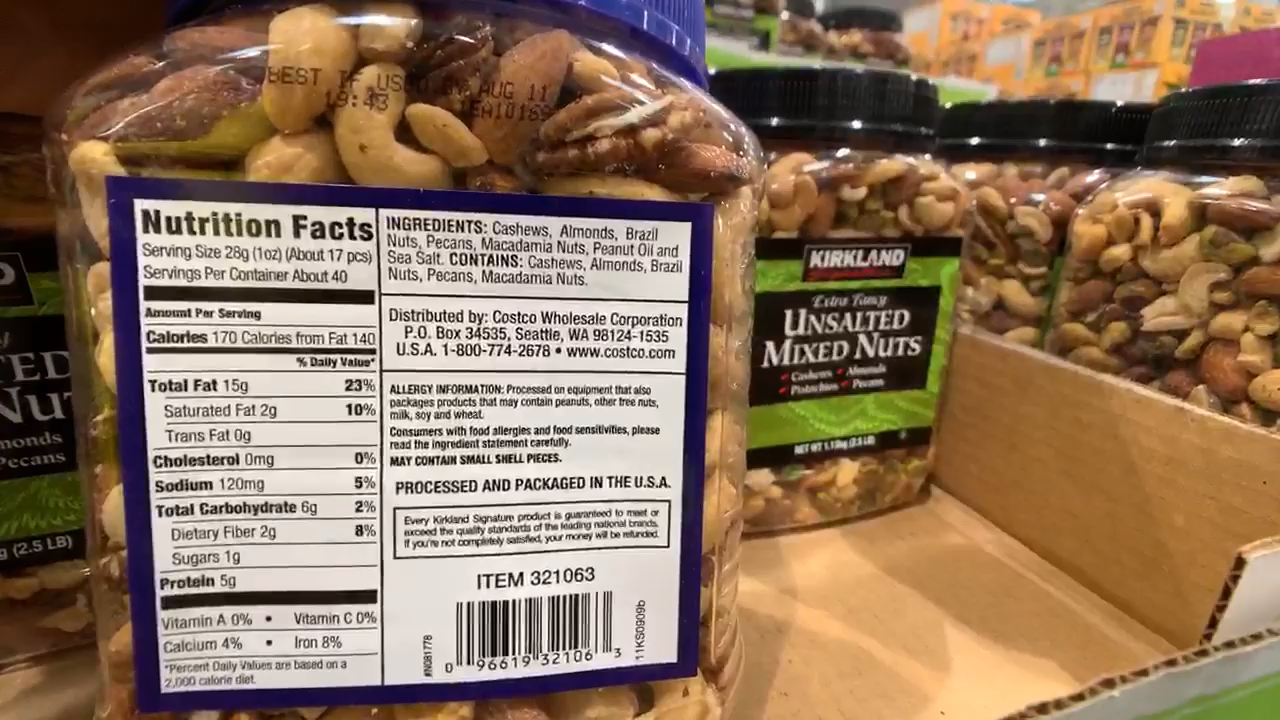 BEST IF USED BY AUG 11
19:43 1EA10189
Nutrition Facts
Serving Size 28g (1oz) (About 17 pcs)
Servings Per Container About 40
Amount Per Serving
Calories 170 Calories from Fat 140
% Daily Value*
Total Fat 15g 23%
Saturated Fat 2g 10%
Trans Fat 0g
Cholesterol 0mg 0%
Sodium 120mg 5%
Total Carbohydrate 6g 2%
Dietary Fiber 2g 8%
Sugars 1g
Protein 5g
Vitamin A 0% • Vitamin C 0%
Calcium 4% • Iron 8%
*Percent Daily Values are based on a
2,000 calorie diet.
INGREDIENTS: Cashews, Almonds, Brazil
Nuts, Pecans, Macadamia Nuts, Peanut Oil and
Sea Salt. CONTAINS: Cashews, Almonds, Brazil
Nuts, Pecans, Macadamia Nuts.
Distributed by: Costco Wholesale Corporation
P.O. Box 34535, Seattle, WA 98124-1535
U.S.A. 1-800-774-2678 • www.costco.com
ALLERGY INFORMATION: Processed on equipment that also
packages products that may contain peanuts, other tree nuts,
milk, soy and wheat.
Consumers with food allergies and food sensitivities, please
read the ingredient statement carefully.
MAY CONTAIN SMALL SHELL PIECES.
PROCESSED AND PACKAGED IN THE U.S.A.
Every Kirkland Signature product is guaranteed to meet or
exceed the quality standards of the leading national brands.
If you're not completely satisfied, your money will be refunded.
ITEM 321063
#N081778
0 96619 32106 3
11KS0909b
KIRKLAND
Extra Fancy
UNSALTED
MIXED NUTS
Cashews Almonds
Pistachios Pecans
NET WT 1.13kg (2.5 LB)
D
y
TED
NUT
monds
Pecans
g (2.5 LB)